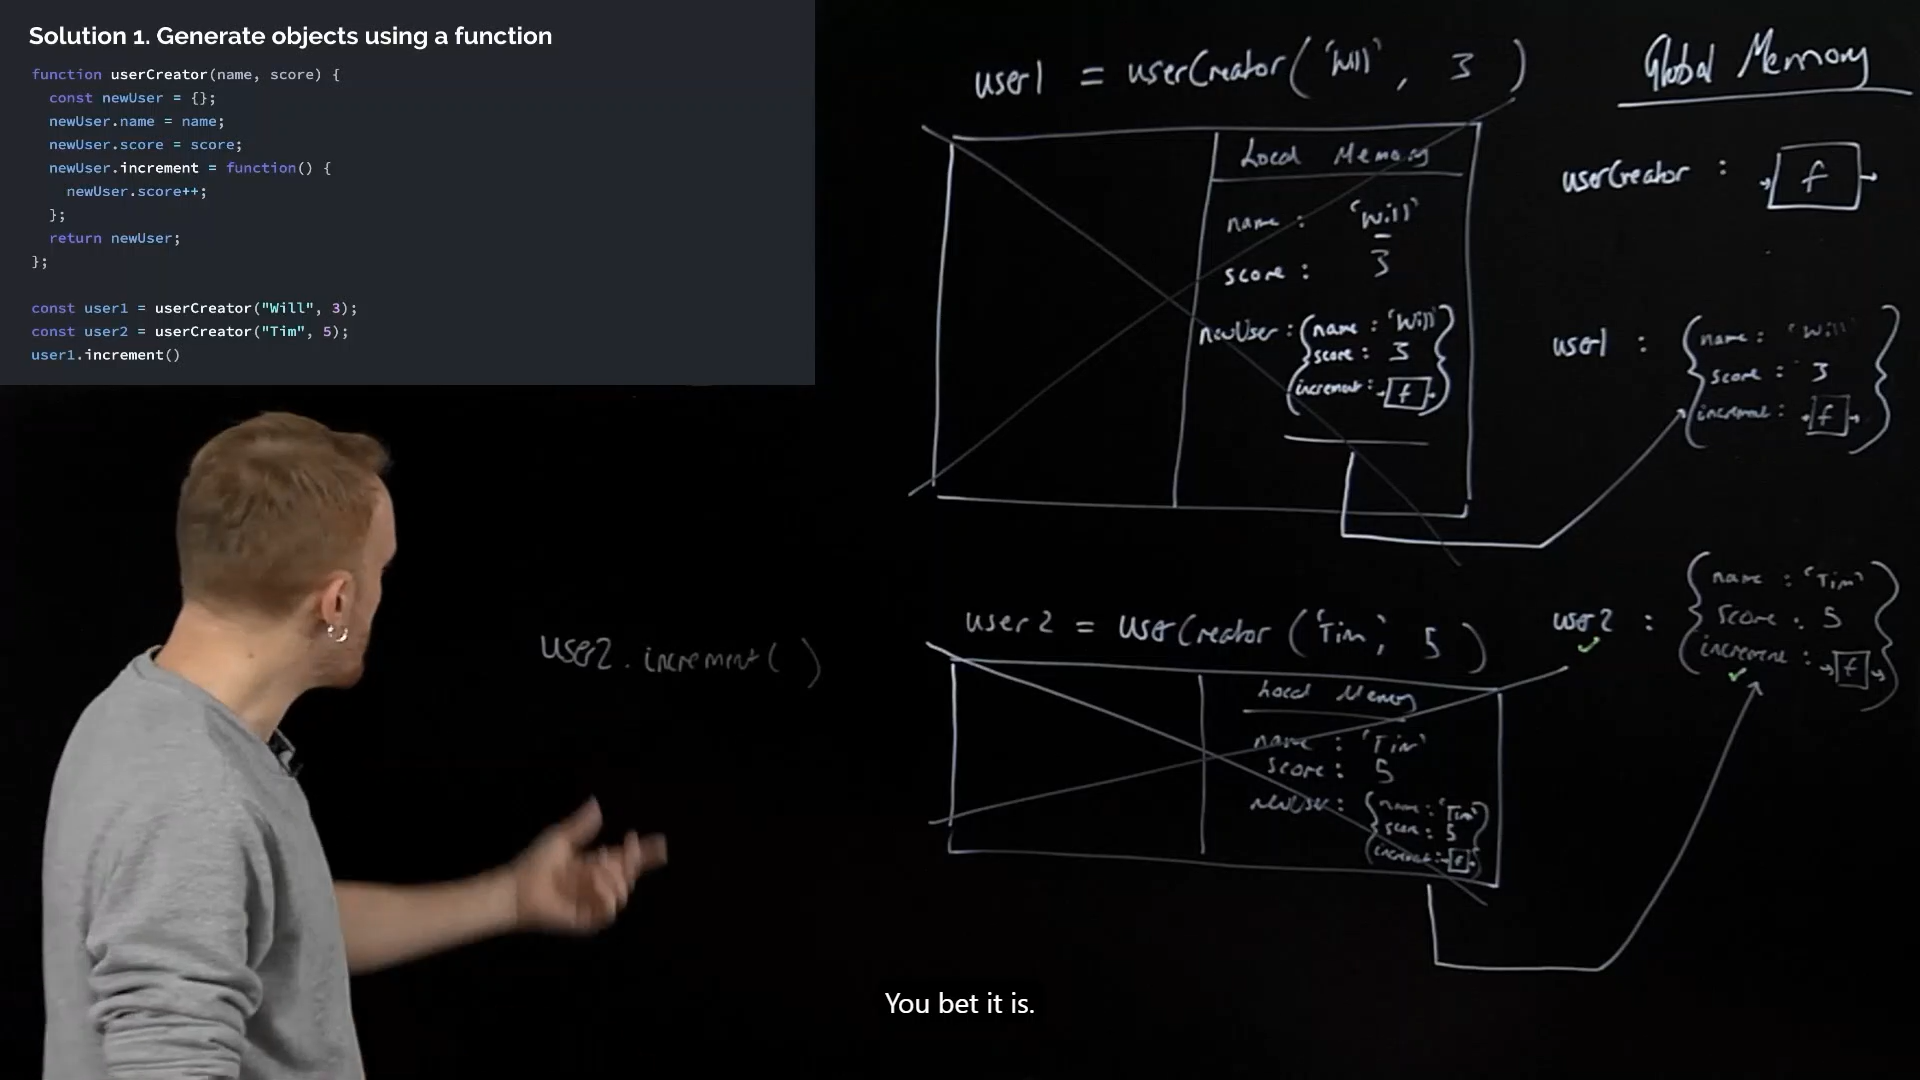 Solution 1. Generate objects using a function
function userCreator(name, score) {
const newUser = {};
newUser.name = name;
newUser.score = score;
newUser.increment = function() {
newUser.score++;
};
return newUser;
};
const user1 = userCreator("Will", 3);
const user2 = userCreator("Tim", 5);
user1.increment()
user1 = userCreator('Will', 3)
Local Memory
name : 'Will'
score : 3
newUser : { name : 'Will'
score : 3
increment : f }
Global Memory
userCreator : f
user1 : { name : 'Will'
score : 3
increment : f }
user2.increment( )
user2 = userCreator('Tim', 5)
Local Memory
name : 'Tim'
score : 5
newUser : { name : 'Tim'
score : 5
increment : f }
user2 : { name : 'Tim'
score : 5
increment : f }
You bet it is.